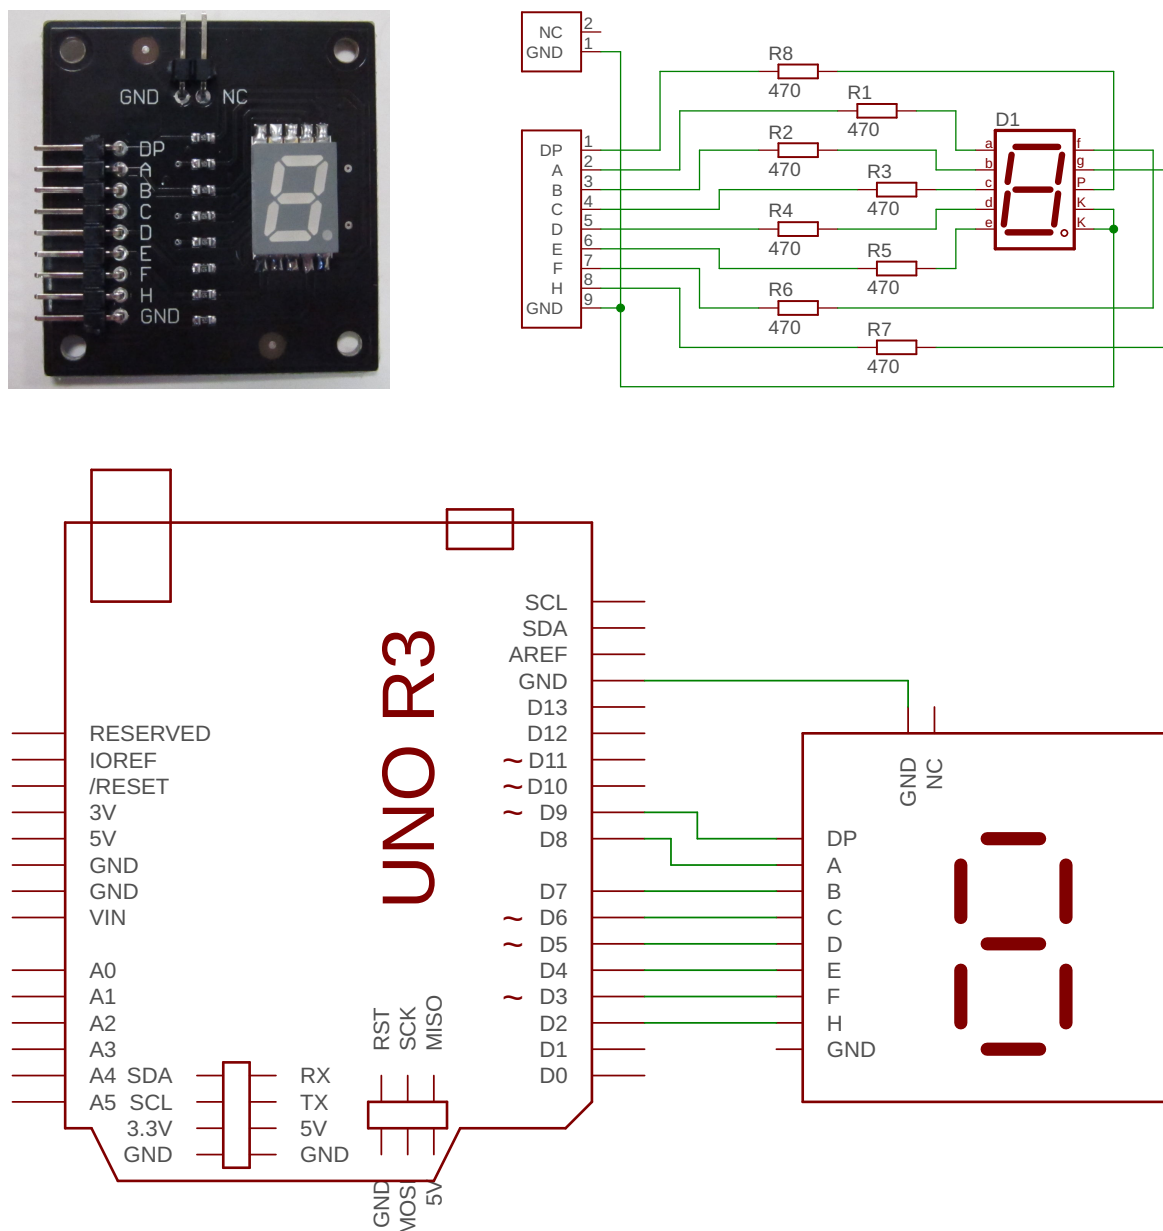 GND NC
DP
A
B
C
D
E
F
H
GND
NC 2
GND 1
DP 1
A 2
B 3
C 4
D 5
E 6
F 7
H 8
GND 9
R8
470
R1
470
R2
470
R3
470
R4
470
R5
470
R6
470
R7
470
D1
a f
b g
c P
d K
e K
UNO R3
RESERVED
IOREF
/RESET
3V
5V
GND
GND
VIN
A0
A1
A2
A3
A4
A5
SDA
SCL
3.3V
GND
RX
TX
5V
GND
RST
SCK
MISO
GND
MOSI
5V
SCL
SDA
AREF
GND
D13
D12
~ D11
~ D10
~ D9
D8
D7
~ D6
~ D5
D4
~ D3
D2
D1
D0
GND
NC
DP
A
B
C
D
E
F
H
GND